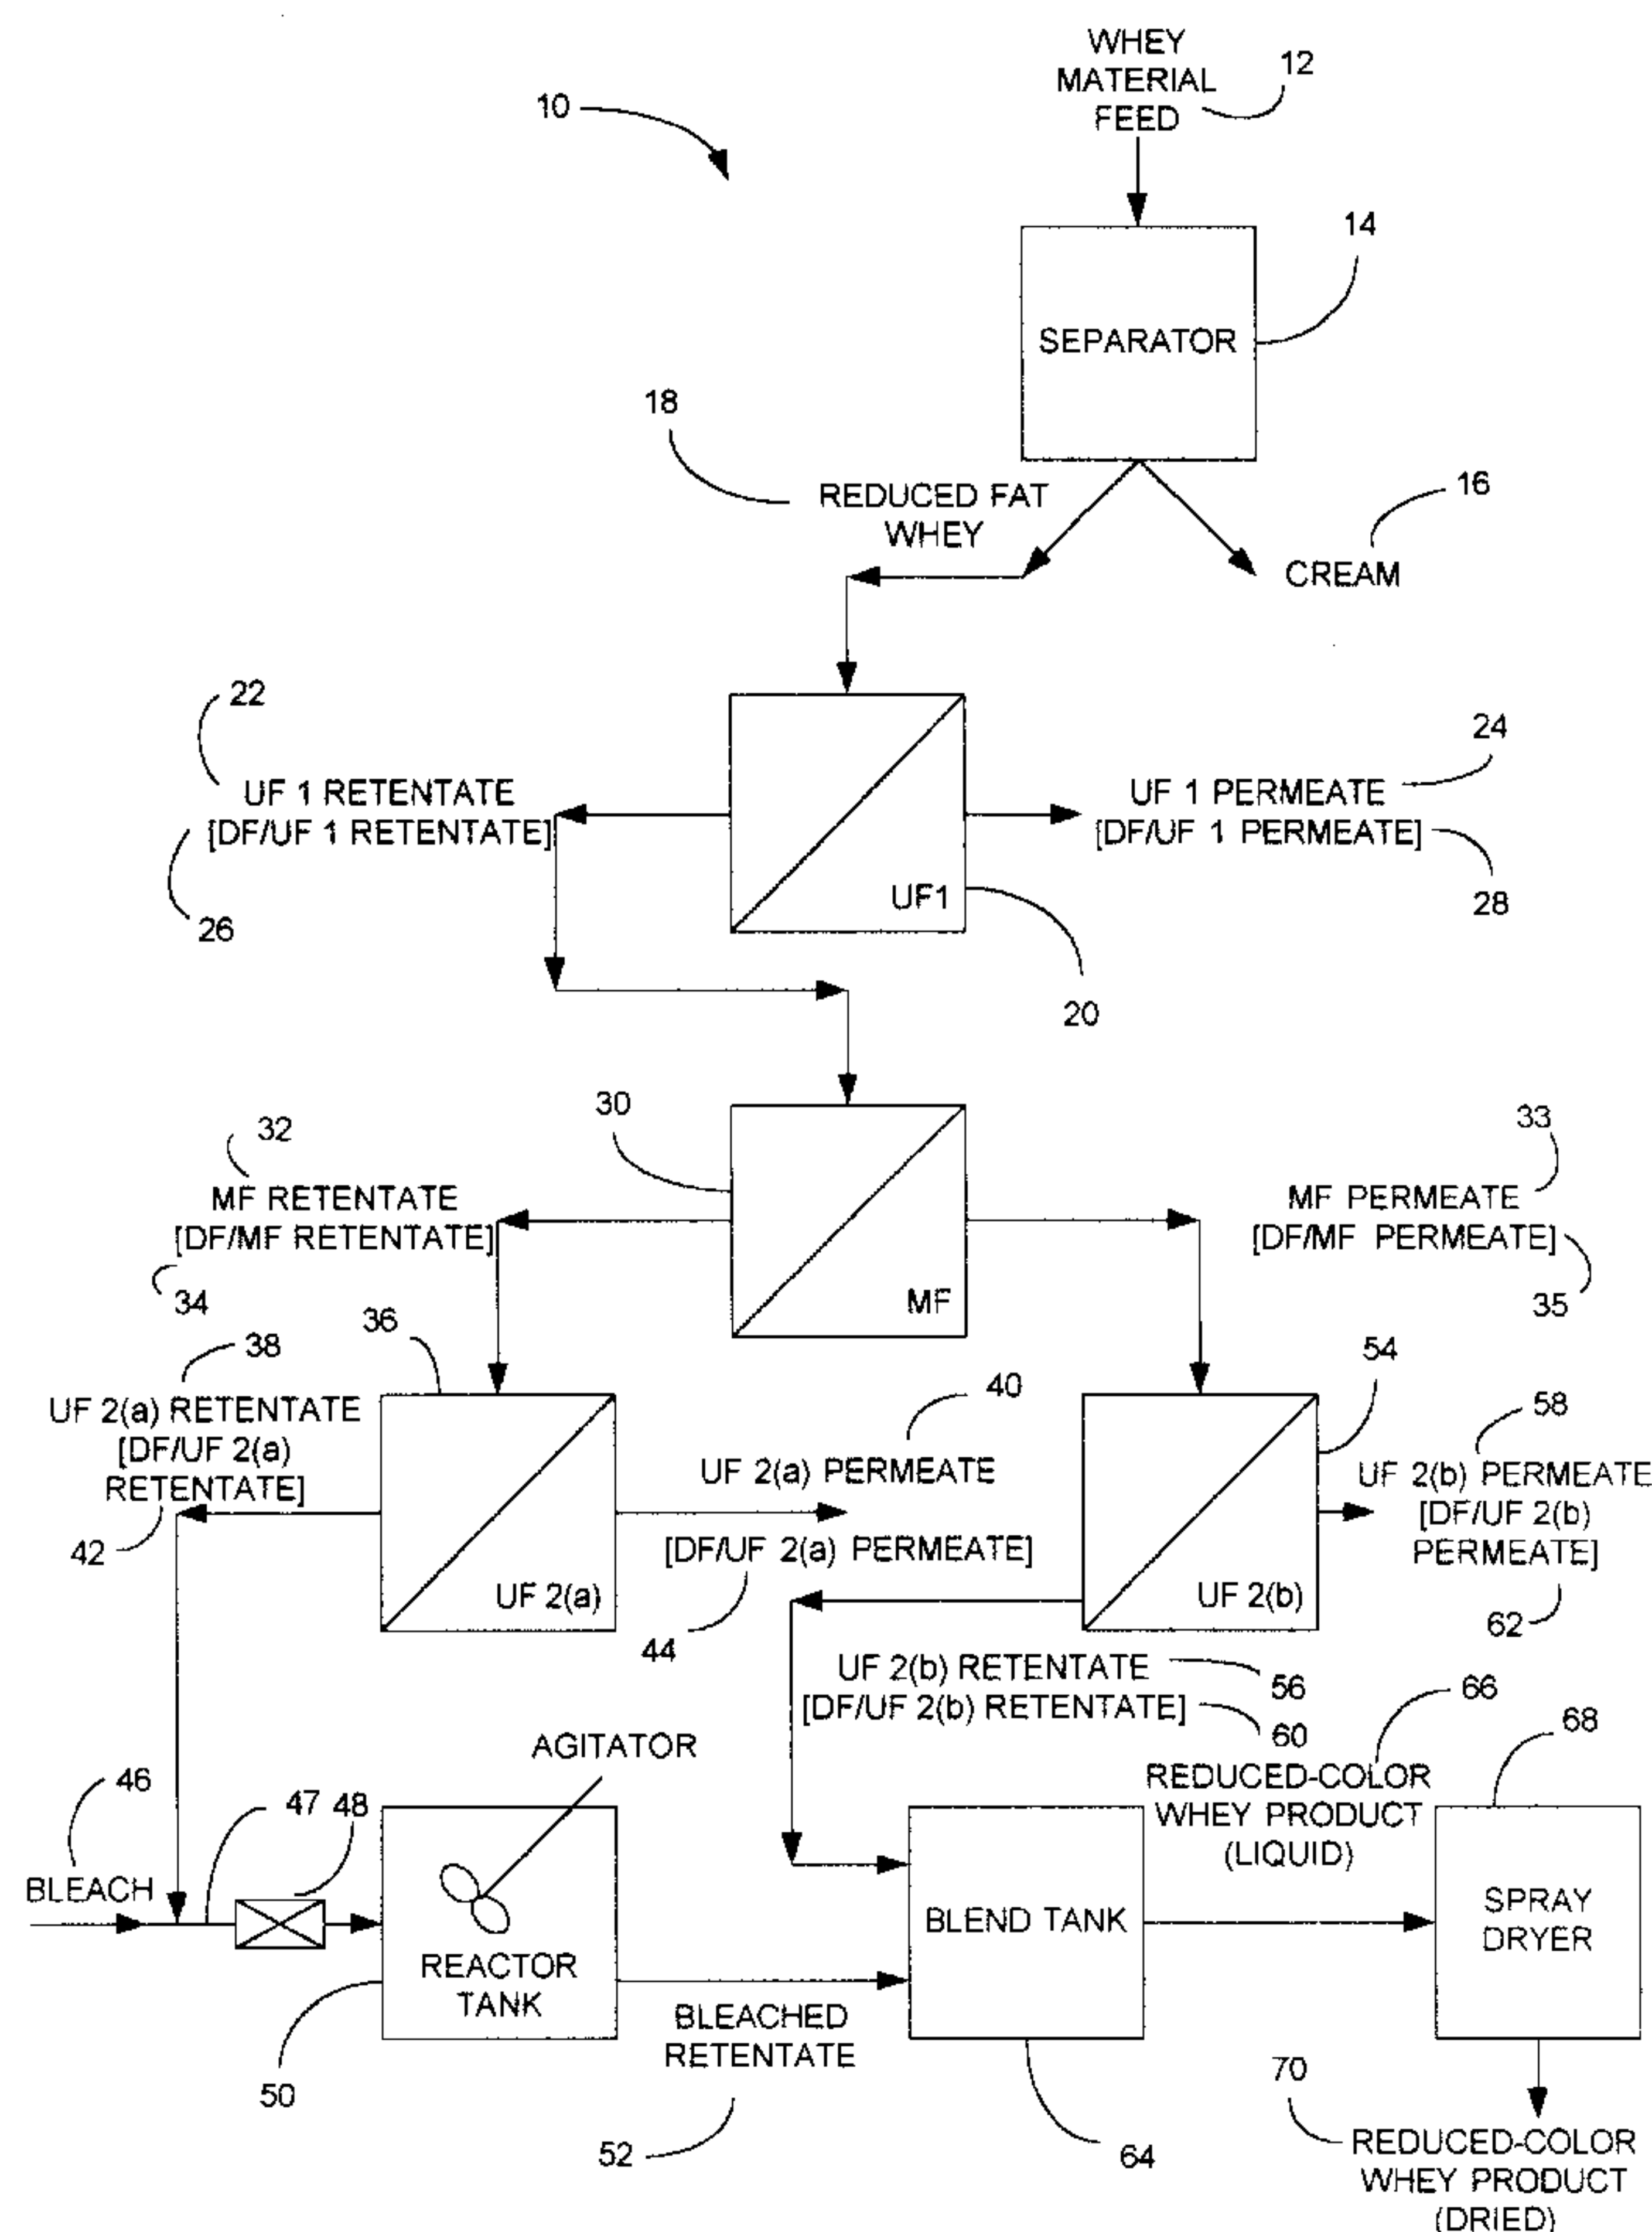 WHEY
MATERIAL
FEED
12
10
14
SEPARATOR
18
REDUCED FAT
WHEY
16
CREAM
22
UF 1 RETENTATE
[DF/UF 1 RETENTATE]
26
24
UF 1 PERMEATE
[DF/UF 1 PERMEATE]
28
UF1
20
30
32
MF RETENTATE
[DF/MF RETENTATE]
34
33
MF PERMEATE
[DF/MF PERMEATE]
35
MF
36
38
UF 2(a) RETENTATE
[DF/UF 2(a)
RETENTATE]
42
UF 2(a)
40
UF 2(a) PERMEATE
[DF/UF 2(a) PERMEATE]
44
54
58
UF 2(b) PERMEATE
[DF/UF 2(b)
PERMEATE]
62
UF 2(b)
UF 2(b) RETENTATE
56
[DF/UF 2(b) RETENTATE]
60
AGITATOR
46
BLEACH
47
48
REACTOR
TANK
50
BLEACHED
RETENTATE
52
BLEND TANK
64
66
REDUCED-COLOR
WHEY PRODUCT
(LIQUID)
68
SPRAY
DRYER
70
REDUCED-COLOR
WHEY PRODUCT
(DRIED)